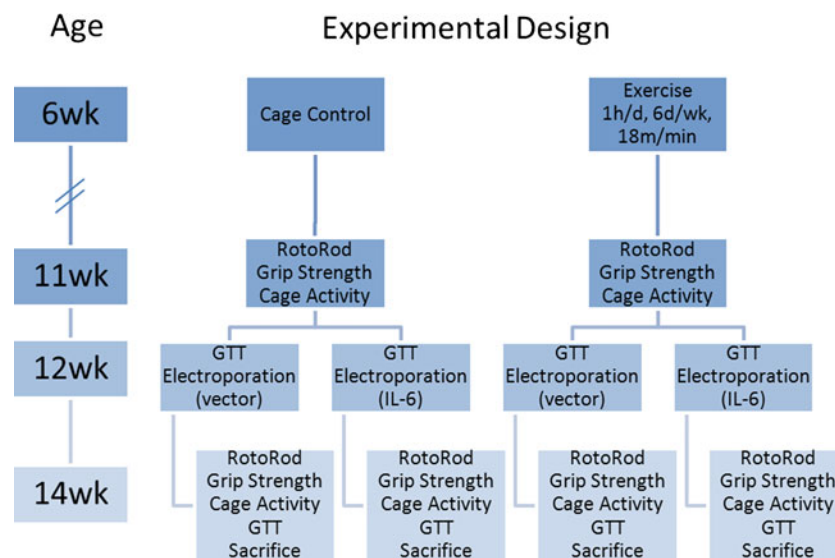 Age
Experimental Design
6wk
Cage Control
Exercise
1h/d, 6d/wk,
18m/min
11wk
RotoRod
Grip Strength
Cage Activity
RotoRod
Grip Strength
Cage Activity
12wk
GTT
Electroporation
(vector)
GTT
Electroporation
(IL-6)
GTT
Electroporation
(vector)
GTT
Electroporation
(IL-6)
14wk
RotoRod
Grip Strength
Cage Activity
GTT
Sacrifice
RotoRod
Grip Strength
Cage Activity
GTT
Sacrifice
RotoRod
Grip Strength
Cage Activity
GTT
Sacrifice
RotoRod
Grip Strength
Cage Activity
GTT
Sacrifice